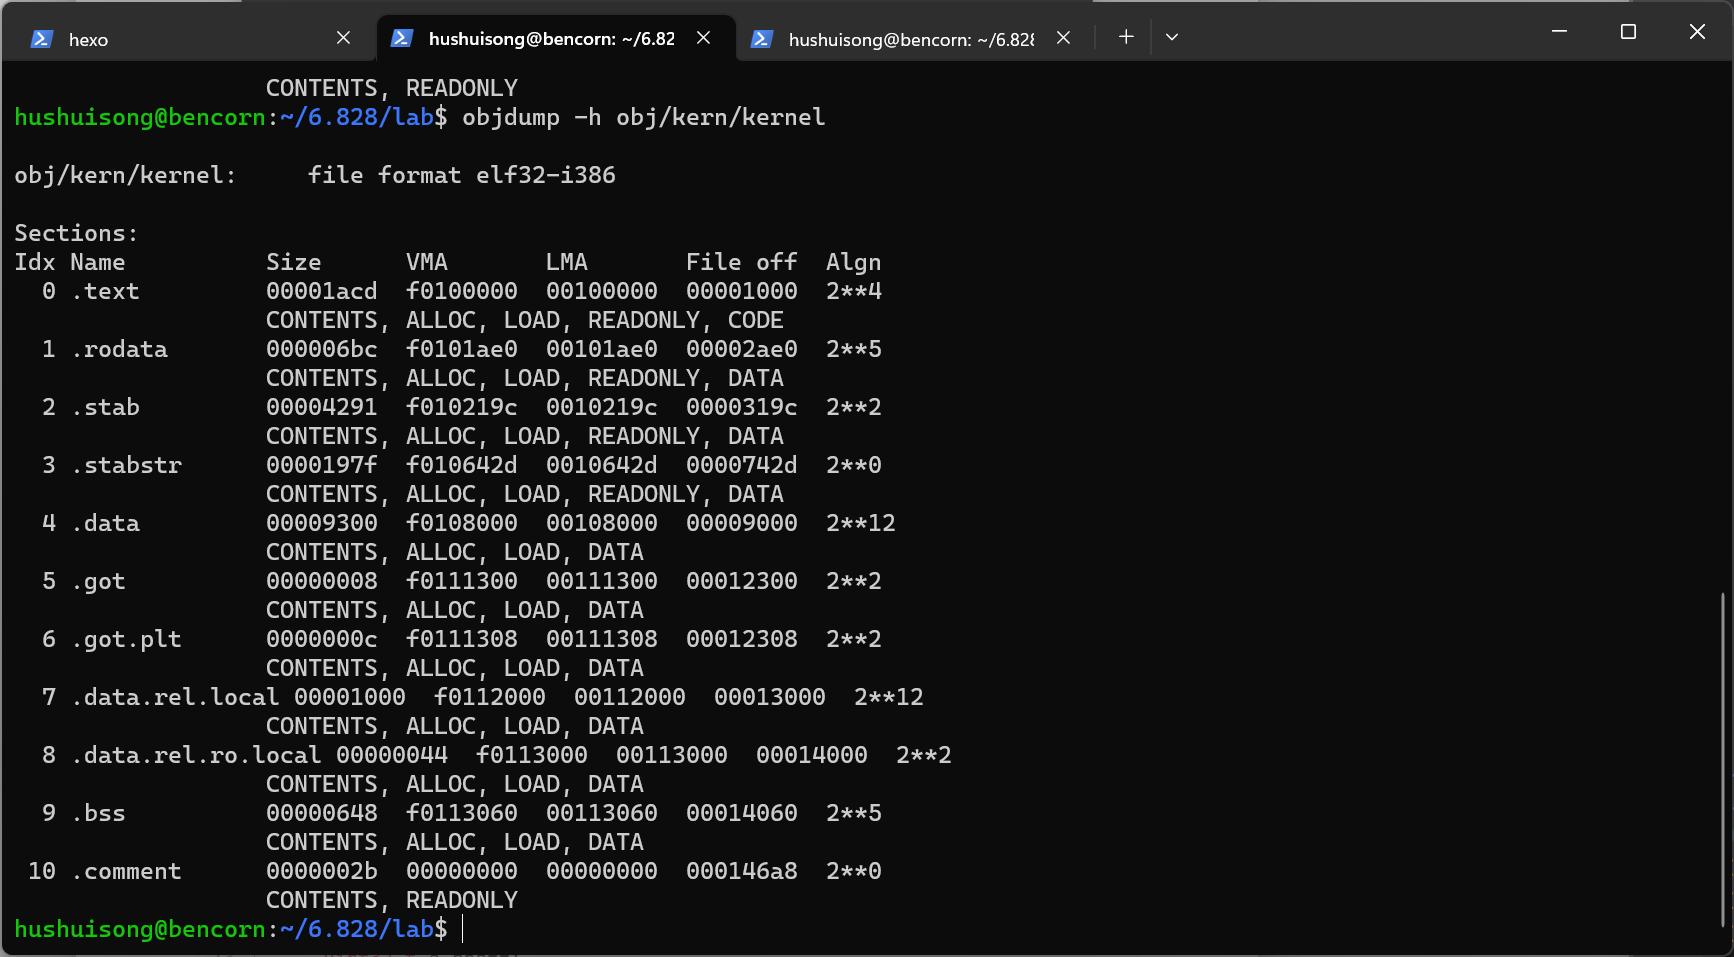 hexo
hushuisong@bencorn: ~/6.82
hushuisong@bencorn: ~/6.828
CONTENTS, READONLY
hushuisong@bencorn:~/6.828/lab$ objdump -h obj/kern/kernel
obj/kern/kernel:     file format elf32-i386
Sections:
Idx Name          Size      VMA       LMA       File off  Algn
  0 .text         00001acd  f0100000  00100000  00001000  2**4
                  CONTENTS, ALLOC, LOAD, READONLY, CODE
  1 .rodata       000006bc  f0101ae0  00101ae0  00002ae0  2**5
                  CONTENTS, ALLOC, LOAD, READONLY, DATA
  2 .stab         00004291  f010219c  0010219c  0000319c  2**2
                  CONTENTS, ALLOC, LOAD, READONLY, DATA
  3 .stabstr      0000197f  f010642d  0010642d  0000742d  2**0
                  CONTENTS, ALLOC, LOAD, READONLY, DATA
  4 .data         00009300  f0108000  00108000  00009000  2**12
                  CONTENTS, ALLOC, LOAD, DATA
  5 .got          00000008  f0111300  00111300  00012300  2**2
                  CONTENTS, ALLOC, LOAD, DATA
  6 .got.plt      0000000c  f0111308  00111308  00012308  2**2
                  CONTENTS, ALLOC, LOAD, DATA
  7 .data.rel.local 00001000  f0112000  00112000  00013000  2**12
                  CONTENTS, ALLOC, LOAD, DATA
  8 .data.rel.ro.local 00000044  f0113000  00113000  00014000  2**2
                  CONTENTS, ALLOC, LOAD, DATA
  9 .bss          00000648  f0113060  00113060  00014060  2**5
                  CONTENTS, ALLOC, LOAD, DATA
 10 .comment      0000002b  00000000  00000000  000146a8  2**0
                  CONTENTS, READONLY
hushuisong@bencorn:~/6.828/lab$